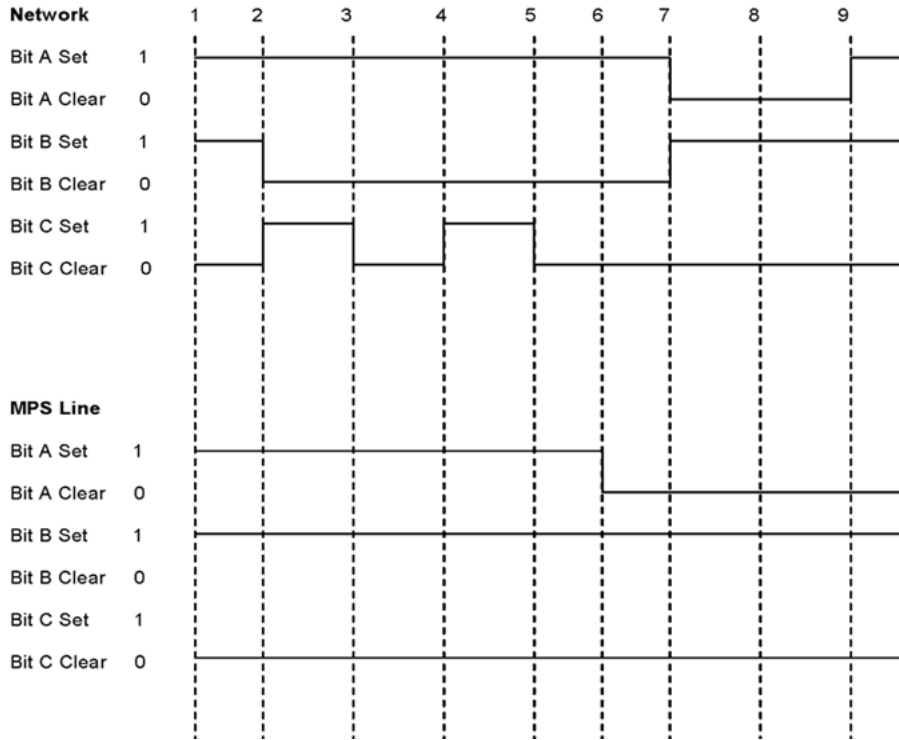 Network 1 2 3 4 5 6 7 8 9
Bit A Set 1
Bit A Clear 0
Bit B Set 1
Bit B Clear 0
Bit C Set 1
Bit C Clear 0
MPS Line
Bit A Set 1
Bit A Clear 0
Bit B Set 1
Bit B Clear 0
Bit C Set 1
Bit C Clear 0